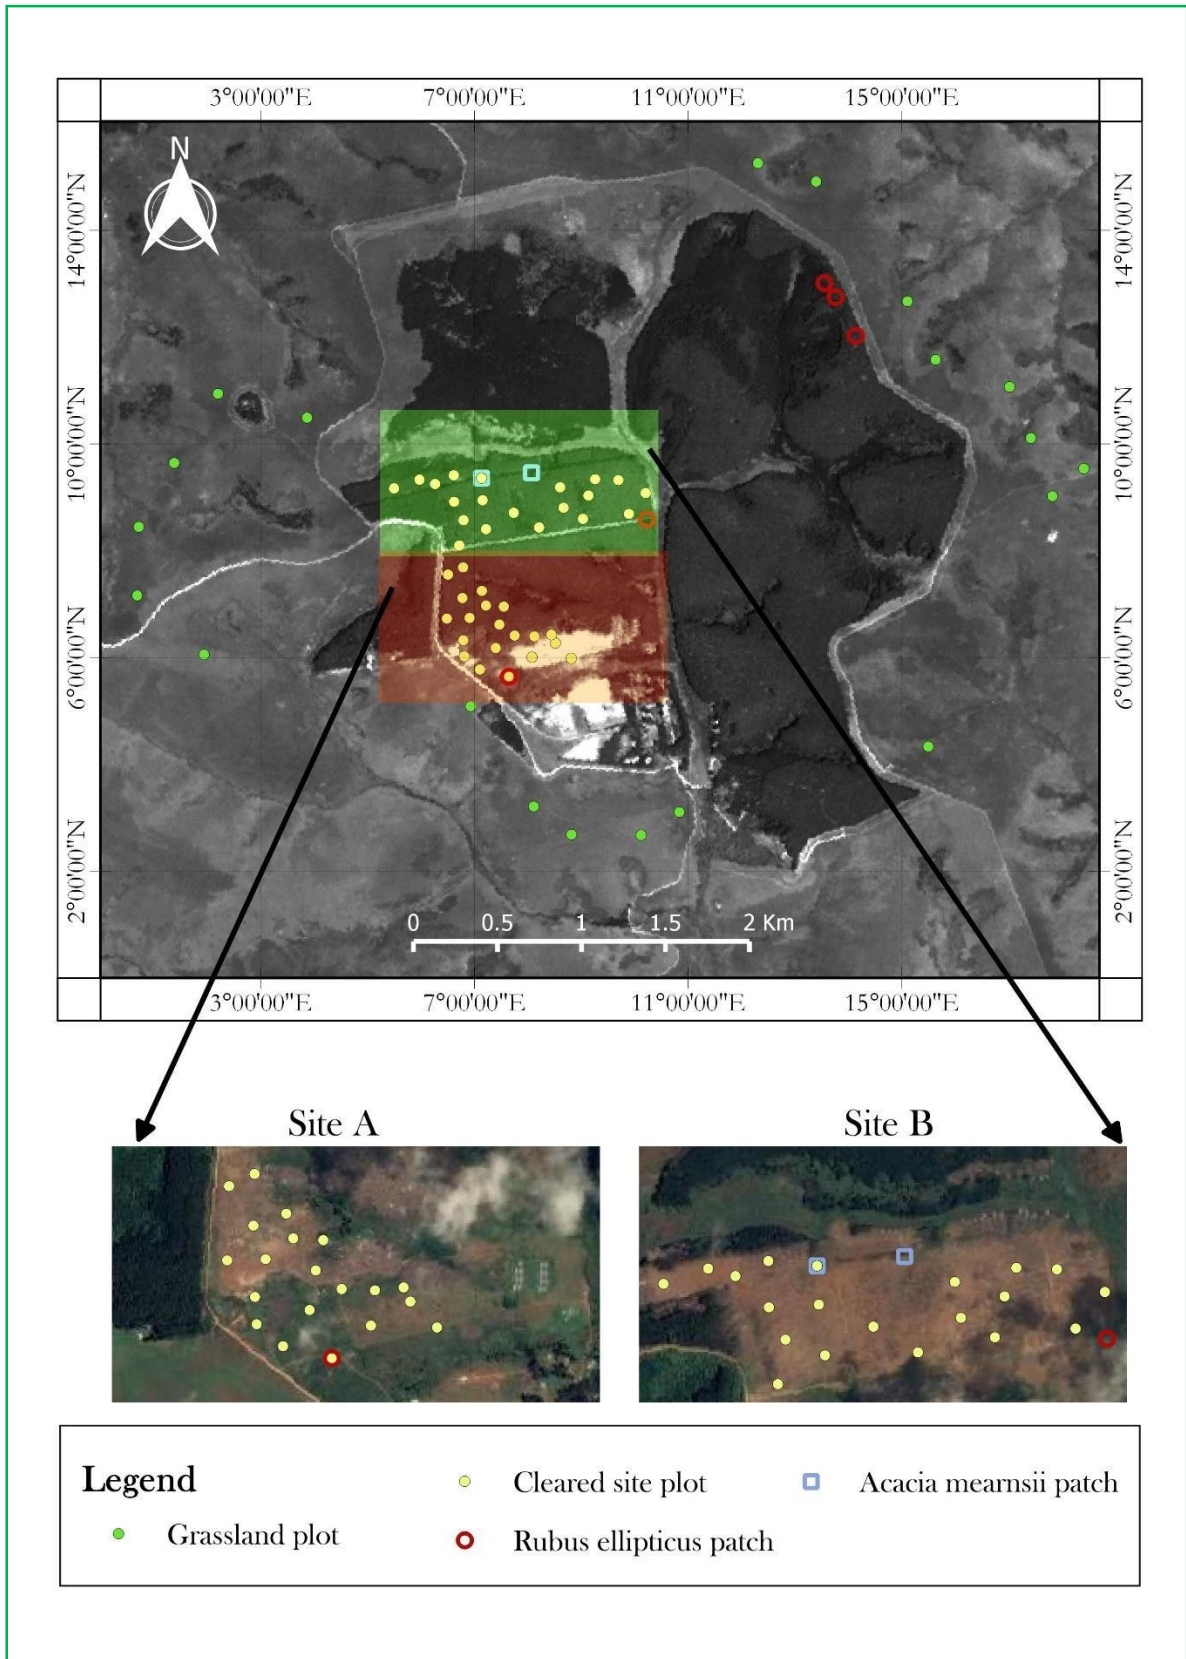 3°00'00"E 7°00'00"E 11°00'00"E 15°00'00"E
N
14°00'00"N 14°00'00"N
10°00'00"N 10°00'00"N
6°00'00"N 6°00'00"N
2°00'00"N 2°00'00"N
0 0.5 1 1.5 2 Km
3°00'00"E 7°00'00"E 11°00'00"E 15°00'00"E
Site A Site B
Legend
Cleared site plot
Acacia mearnsii patch
Grassland plot
Rubus ellipticus patch